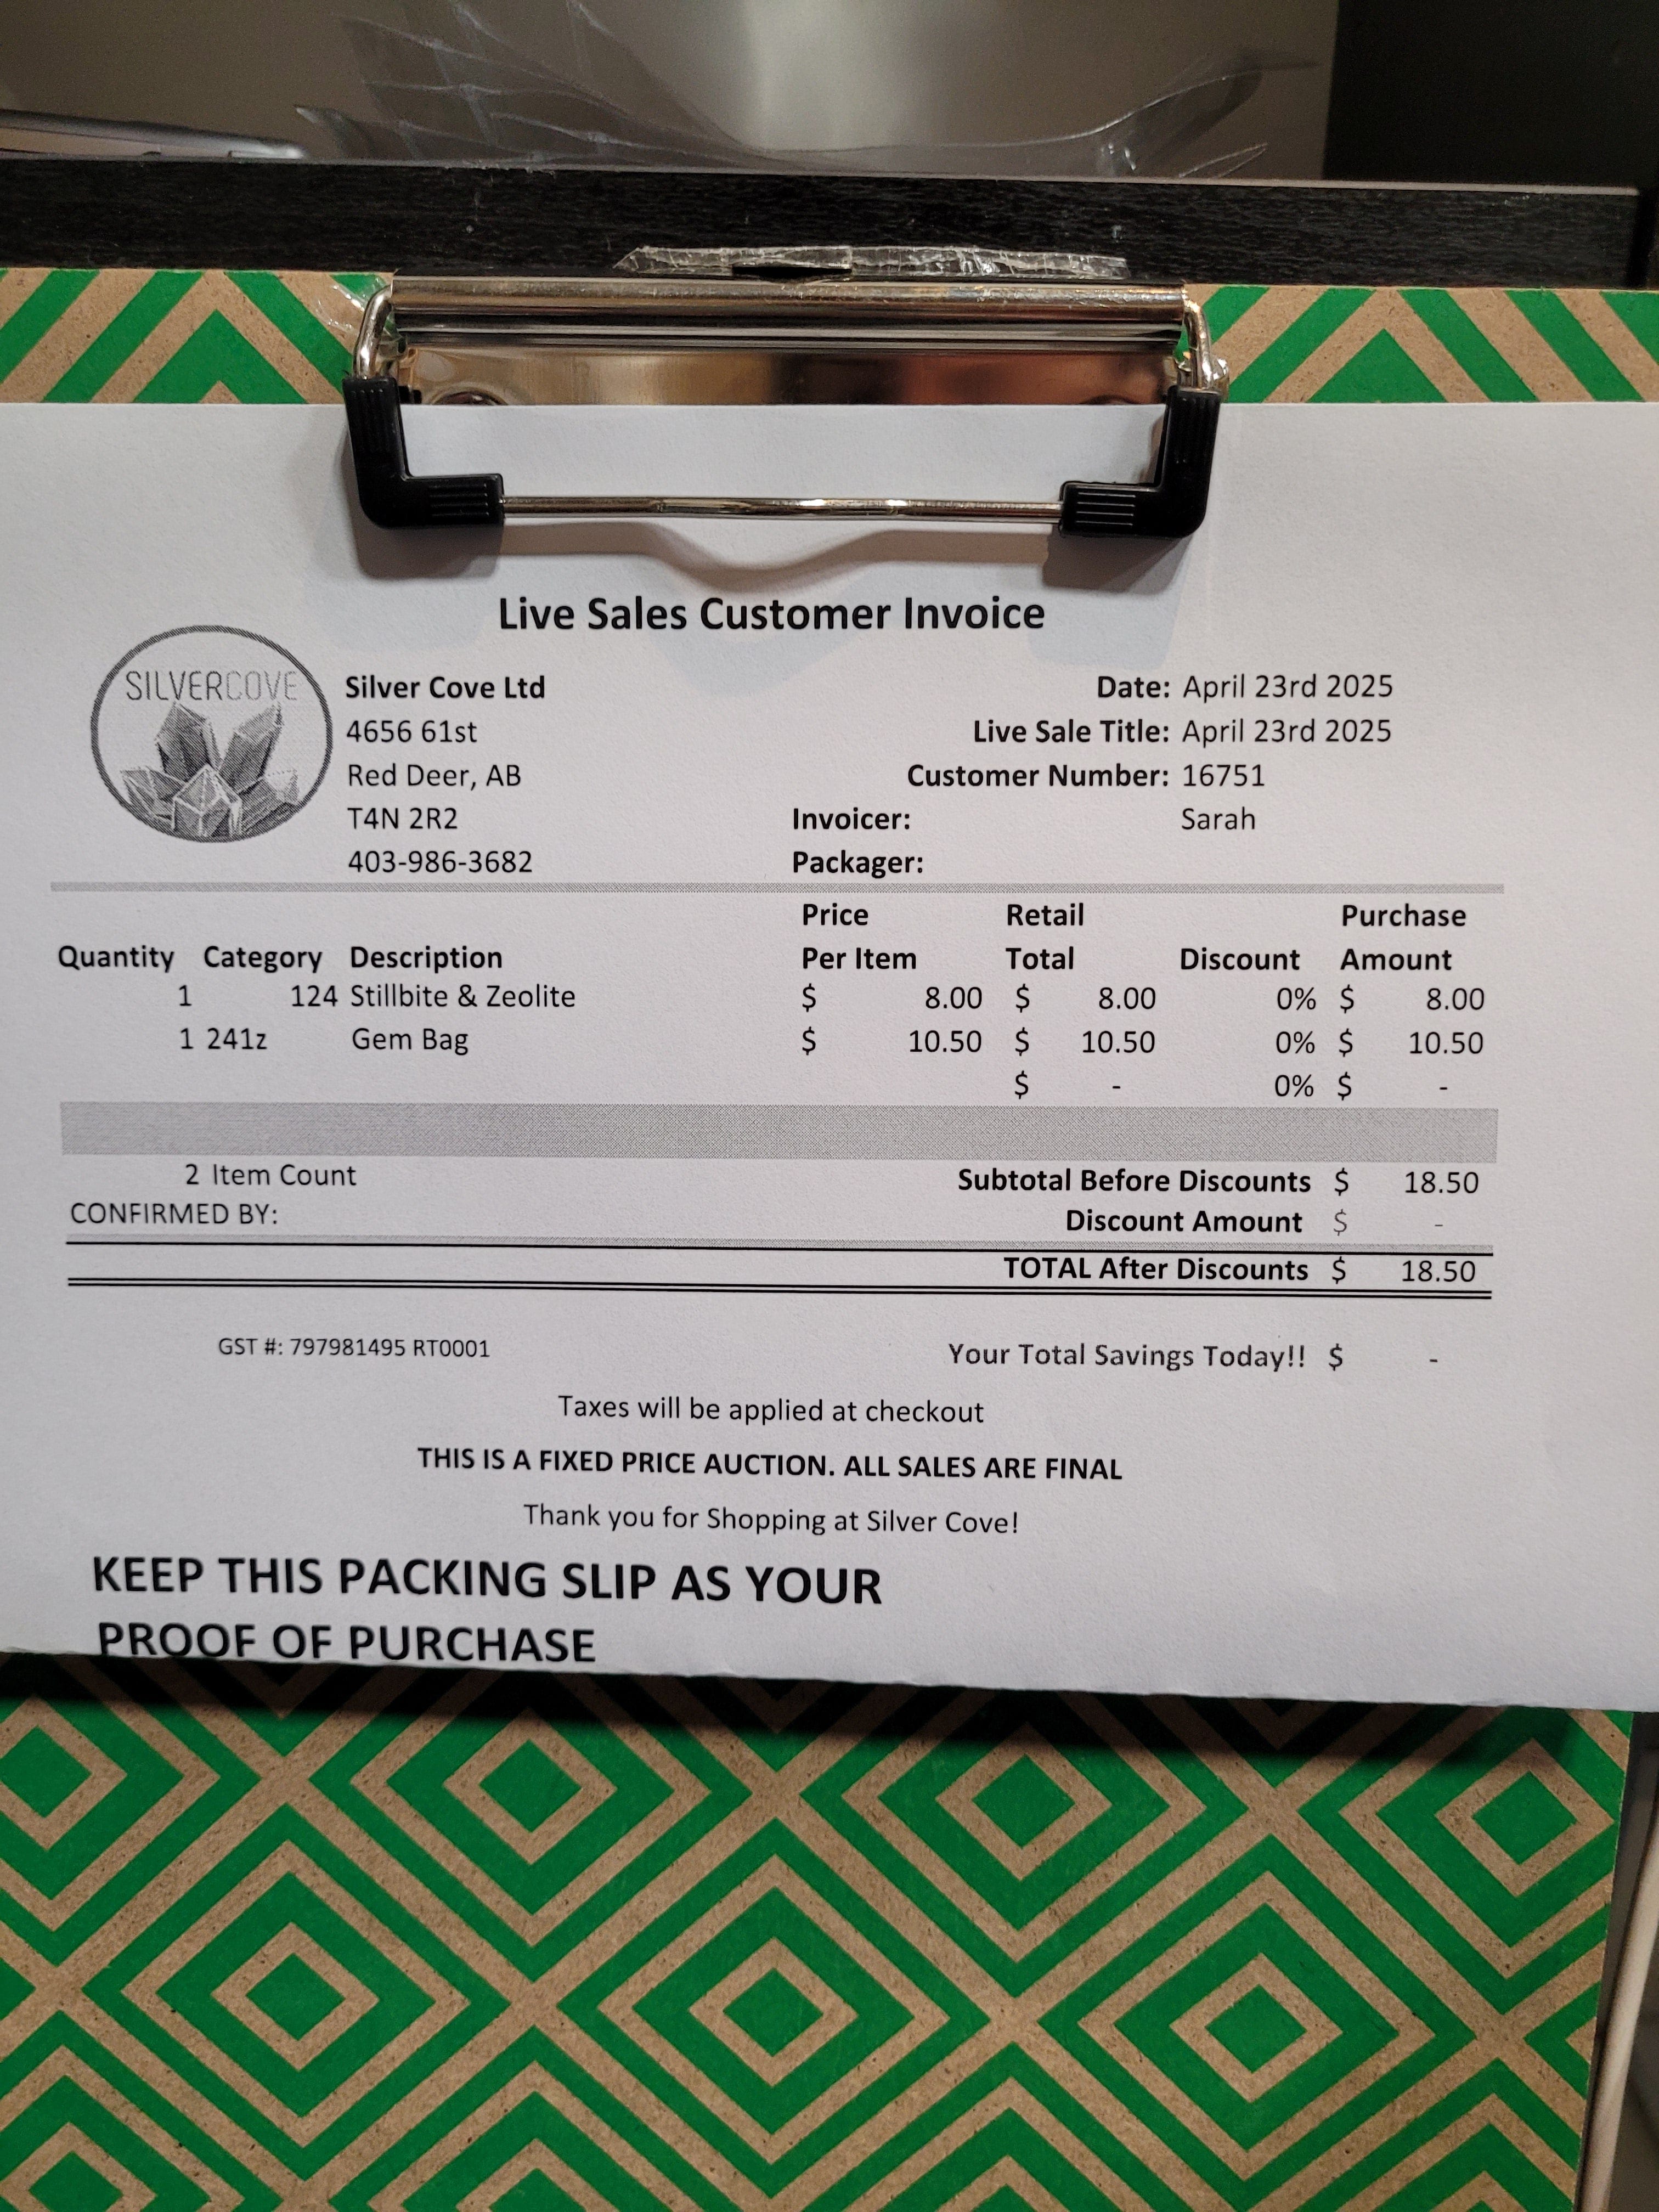 Live Sales Customer Invoice
SILVERCOVE
Silver Cove Ltd
4656 61st
Red Deer, AB
T4N 2R2
403-986-3682
Date: April 23rd 2025
Live Sale Title: April 23rd 2025
Customer Number: 16751
Invoicer: Sarah
Packager:
Quantity Category Description Price Per Item Retail Total Discount Purchase Amount
1 124 Stillbite & Zeolite $ 8.00 $ 8.00 0% $ 8.00
1 241z Gem Bag $ 10.50 $ 10.50 0% $ 10.50
$ - 0% $ -
2 Item Count Subtotal Before Discounts $ 18.50
CONFIRMED BY: Discount Amount $ -
TOTAL After Discounts $ 18.50
GST #: 797981495 RT0001 Your Total Savings Today!! $ -
Taxes will be applied at checkout
THIS IS A FIXED PRICE AUCTION. ALL SALES ARE FINAL
Thank you for Shopping at Silver Cove!
KEEP THIS PACKING SLIP AS YOUR
PROOF OF PURCHASE